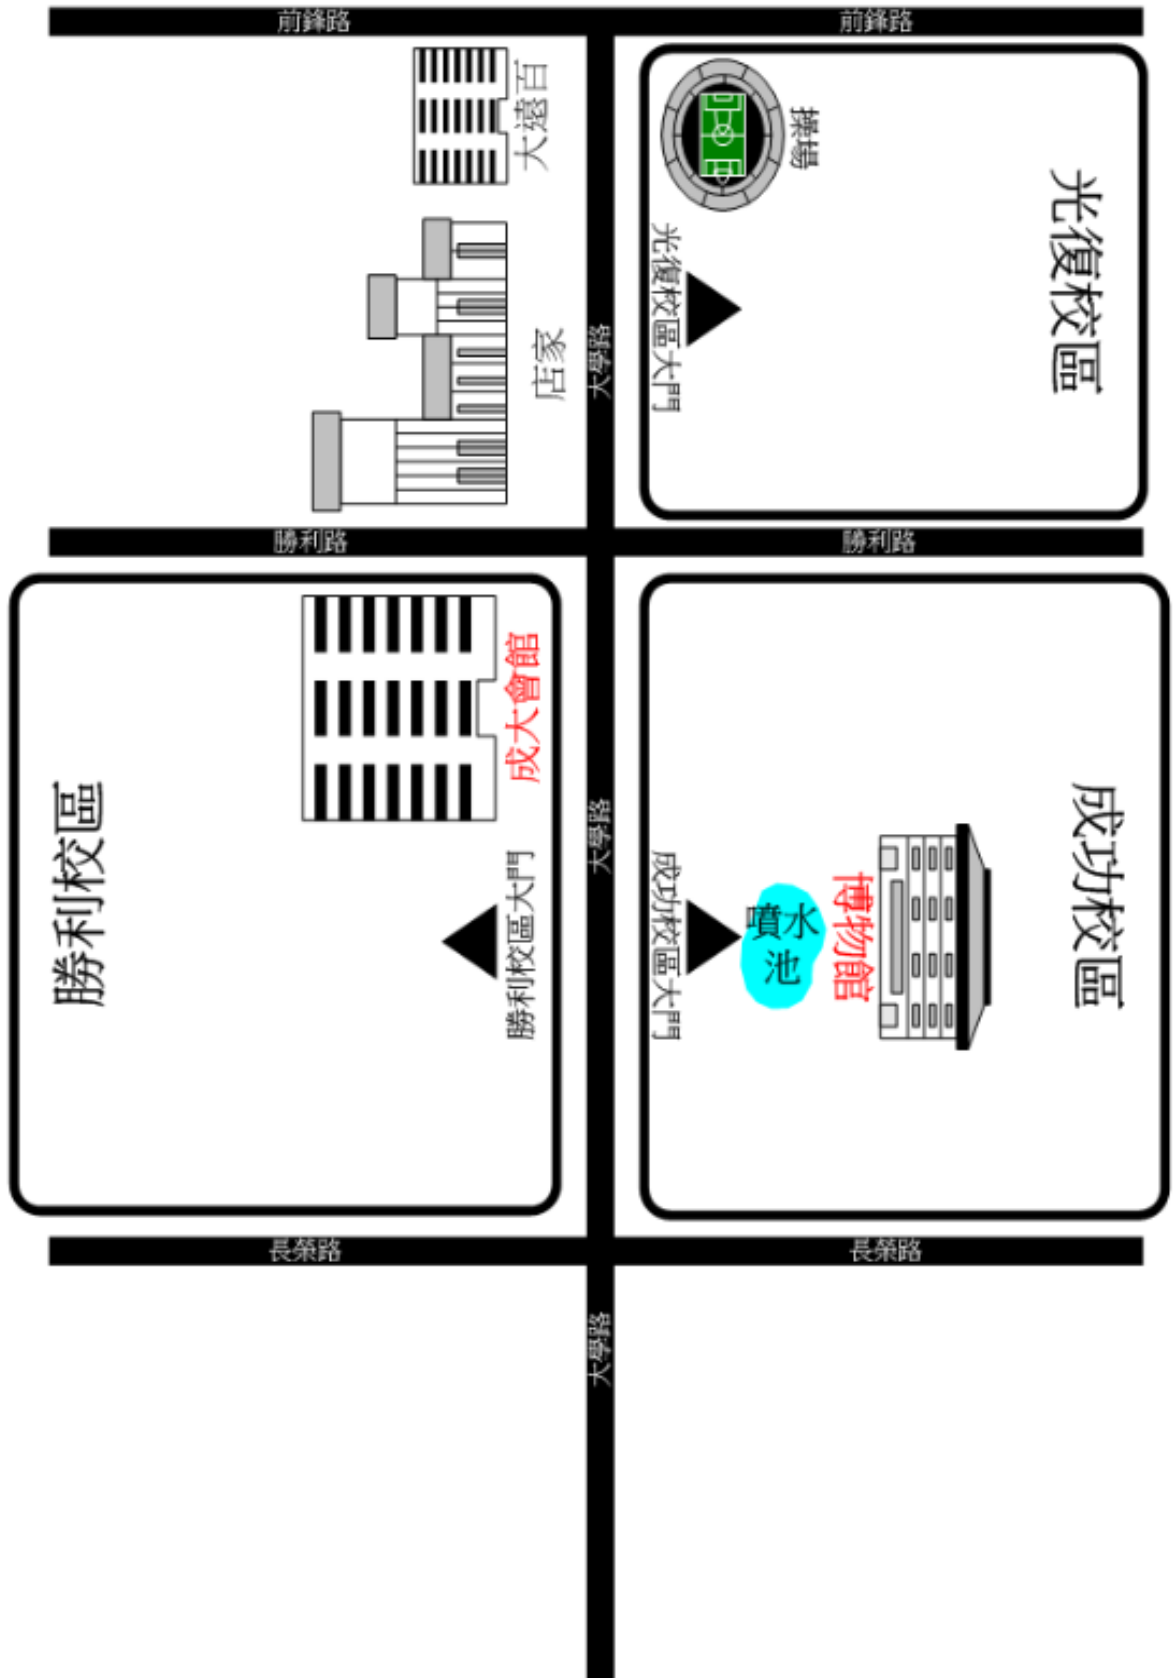 前鋒路
前鋒路
大遠百
操場
光復校區
光復校區大門
店家
大學路
勝利路
勝利路
成大會館
勝利校區
勝利校區大門
大學路
成功校區大門
噴水
池
博物館
成功校區
長榮路
長榮路
大學路